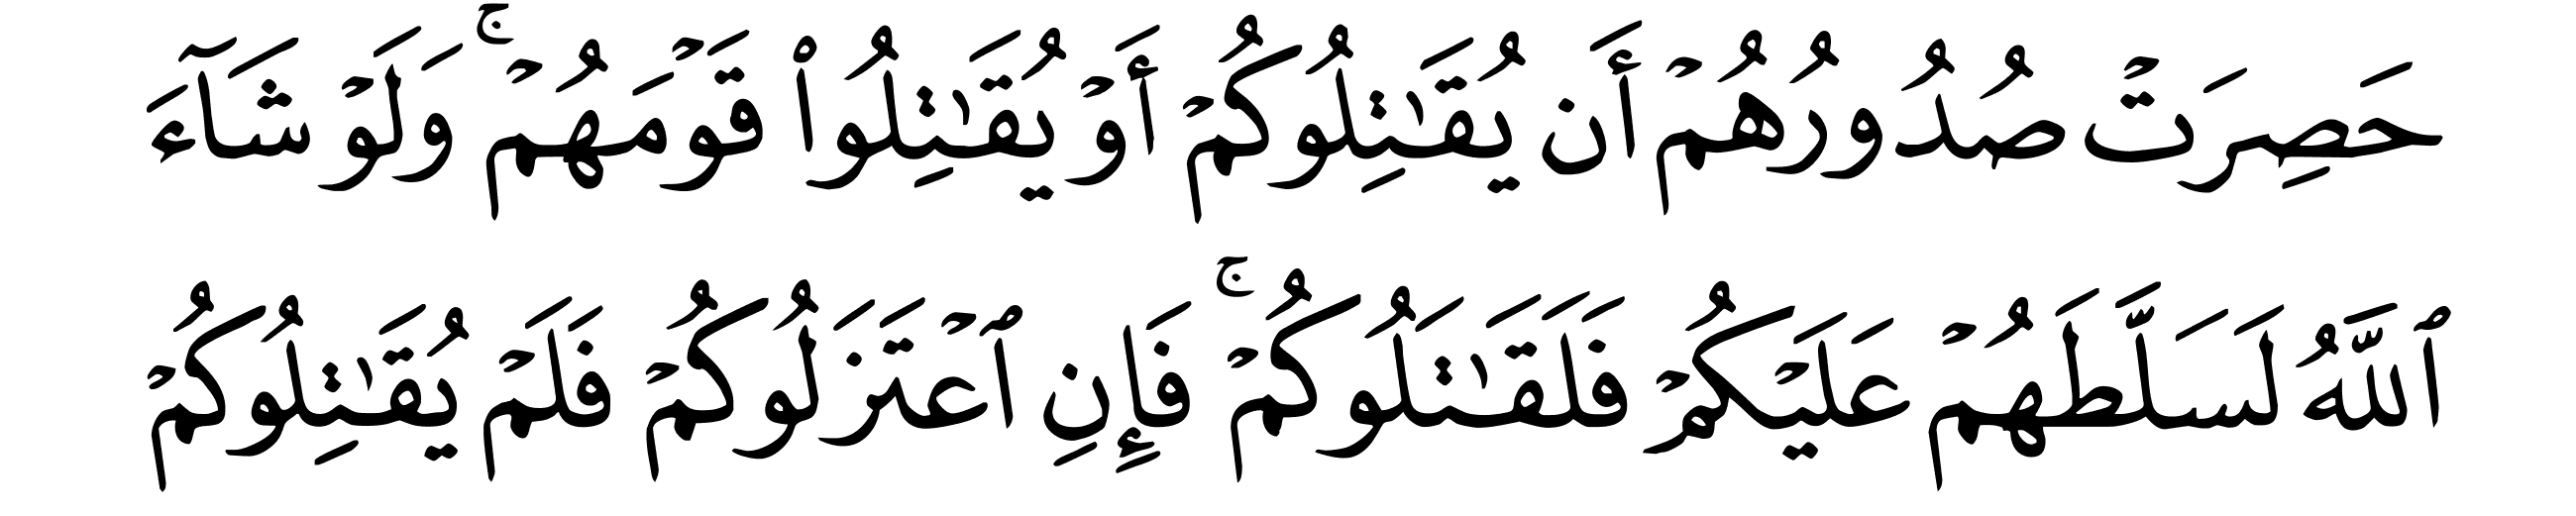 حَصِرَتۡ صُدُورُهُمۡ أَن يُقَٰتِلُوكُمۡ أَوۡ يُقَٰتِلُواْ قَوۡمَهُمۡۚ وَلَوۡ شَآءَ
ٱللَّهُ لَسَلَّطَهُمۡ عَلَيۡكُمۡ فَلَقَٰتَلُوكُمۡۚ فَإِنِ ٱعۡتَزَلُوكُمۡ فَلَمۡ يُقَٰتِلُوكُمۡ